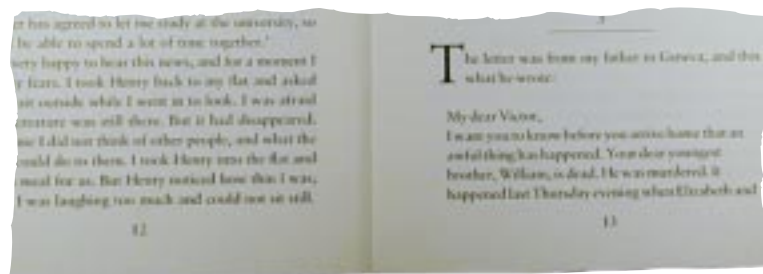 er has agreed to let me study at the university, so
be able to spend a lot of time together.'
very happy to hear this news, and for a moment I
fears. I took Henry back to my flat and asked
ait outside while I went in to look. I was afraid
creature was still there. But it had disappeared.
me I did not think of other people, and what the
could do to them. I took Henry into the flat and
meal for us. But Henry noticed how thin I was,
I was laughing too much and could not sit still.
12
3
The letter was from my father in Geneva, and this
what he wrote:
My dear Victor,
I want you to know before you arrive home that an
awful thing has happened. Your dear youngest
brother, William, is dead. He was murdered. It
happened last Thursday evening when Elizabeth and
13